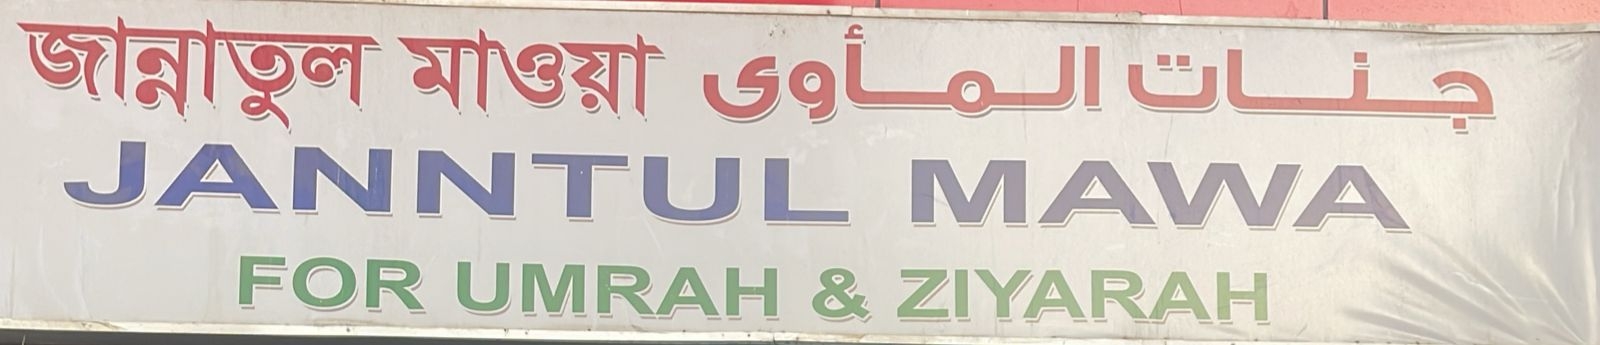 জান্নাতুল মাওয়া جنات المأوى
JANNTUL MAWA
FOR UMRAH & ZIYARAH